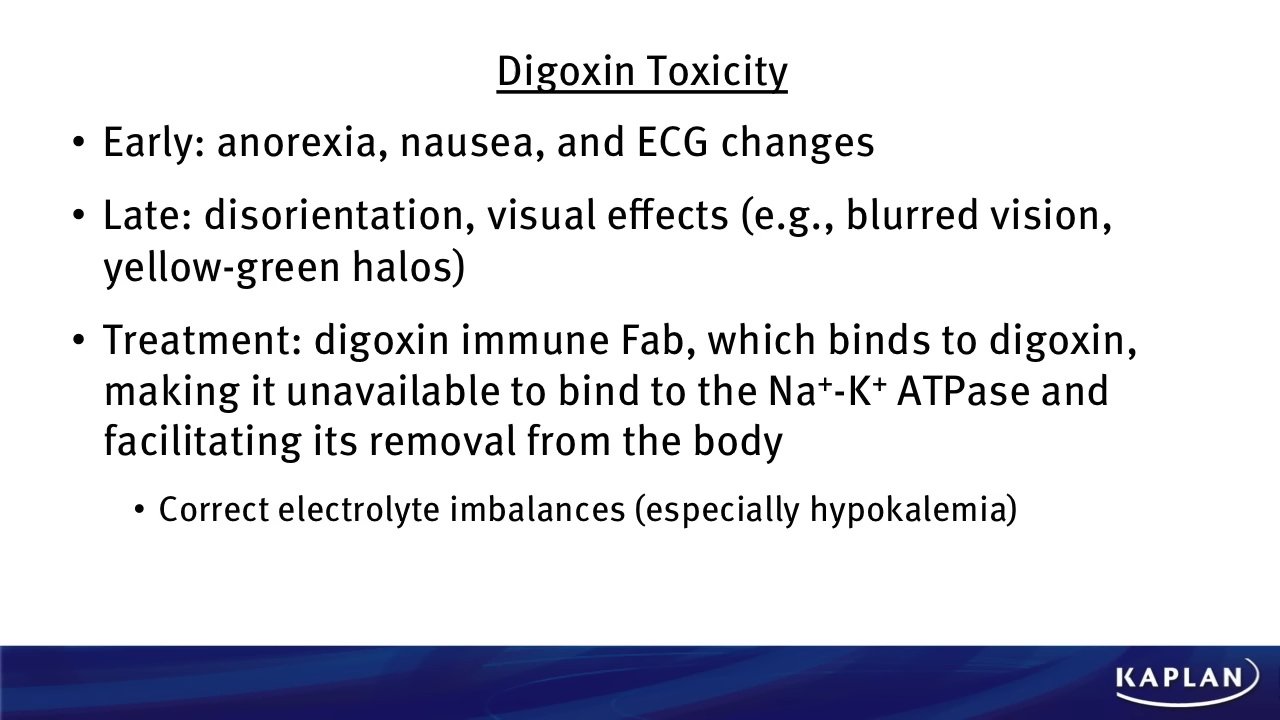 Digoxin Toxicity
• Early: anorexia, nausea, and ECG changes
• Late: disorientation, visual effects (e.g., blurred vision,
yellow-green halos)
• Treatment: digoxin immune Fab, which binds to digoxin,
making it unavailable to bind to the Na⁺-K⁺ ATPase and
facilitating its removal from the body
• Correct electrolyte imbalances (especially hypokalemia)
KAPLAN